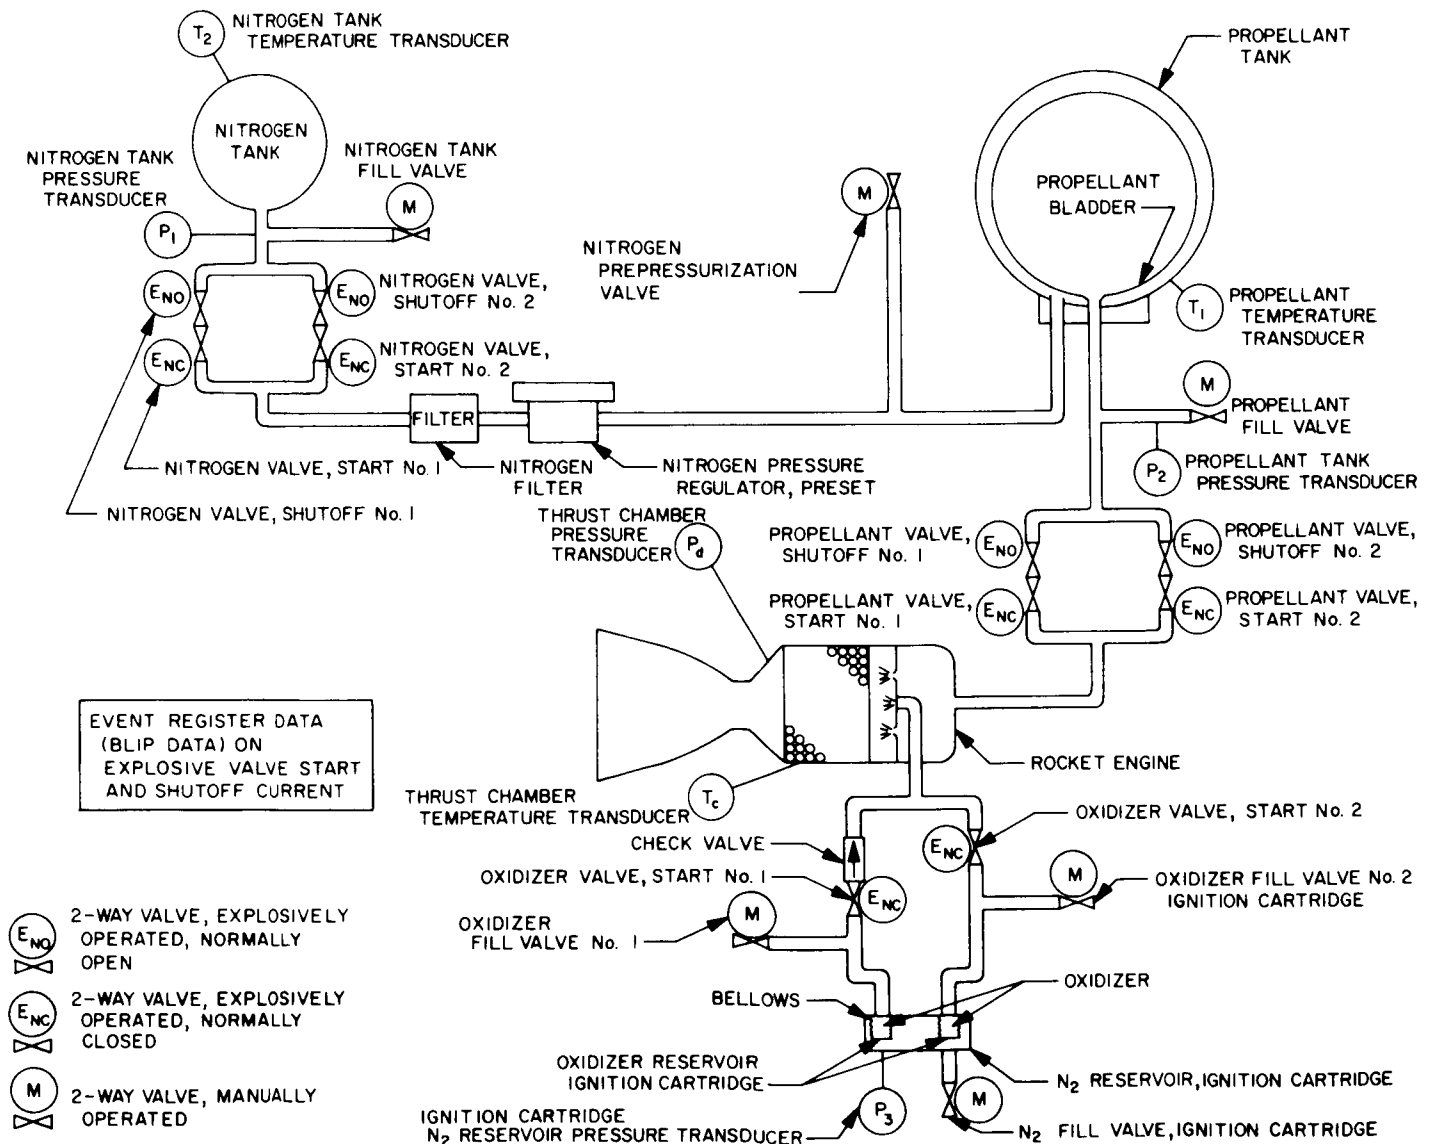 T2
NITROGEN TANK
TEMPERATURE TRANSDUCER
NITROGEN
TANK
NITROGEN TANK
PRESSURE
TRANSDUCER
P1
NITROGEN TANK
FILL VALVE
M
ENO
ENO
NITROGEN VALVE,
SHUTOFF No. 2
ENC
ENC
NITROGEN VALVE,
START No. 2
NITROGEN VALVE, START No. 1
NITROGEN VALVE, SHUTOFF No. 1
FILTER
NITROGEN
FILTER
NITROGEN PRESSURE
REGULATOR, PRESET
M
NITROGEN
PREPRESSURIZATION
VALVE
PROPELLANT
TANK
PROPELLANT
BLADDER
T1
PROPELLANT
TEMPERATURE
TRANSDUCER
M
PROPELLANT
FILL VALVE
P2
PROPELLANT TANK
PRESSURE TRANSDUCER
THRUST CHAMBER
PRESSURE
TRANSDUCER
Pd
PROPELLANT VALVE,
SHUTOFF No. 1
ENO
ENO
PROPELLANT VALVE,
SHUTOFF No. 2
PROPELLANT VALVE,
START No. 1
ENC
ENC
PROPELLANT VALVE,
START No. 2
EVENT REGISTER DATA
(BLIP DATA) ON
EXPLOSIVE VALVE START
AND SHUTOFF CURRENT
ROCKET ENGINE
THRUST CHAMBER
TEMPERATURE TRANSDUCER
Tc
CHECK VALVE
OXIDIZER VALVE, START No. 1
ENC
ENC
OXIDIZER VALVE, START No. 2
M
OXIDIZER
FILL VALVE No. 1
M
OXIDIZER FILL VALVE No. 2
IGNITION CARTRIDGE
BELLOWS
OXIDIZER
OXIDIZER RESERVOIR
IGNITION CARTRIDGE
N2 RESERVOIR, IGNITION CARTRIDGE
IGNITION CARTRIDGE
N2 RESERVOIR PRESSURE TRANSDUCER
P3
M
N2 FILL VALVE, IGNITION CARTRIDGE
ENO
2-WAY VALVE, EXPLOSIVELY
OPERATED, NORMALLY
OPEN
ENC
2-WAY VALVE, EXPLOSIVELY
OPERATED, NORMALLY
CLOSED
M
2-WAY VALVE, MANUALLY
OPERATED